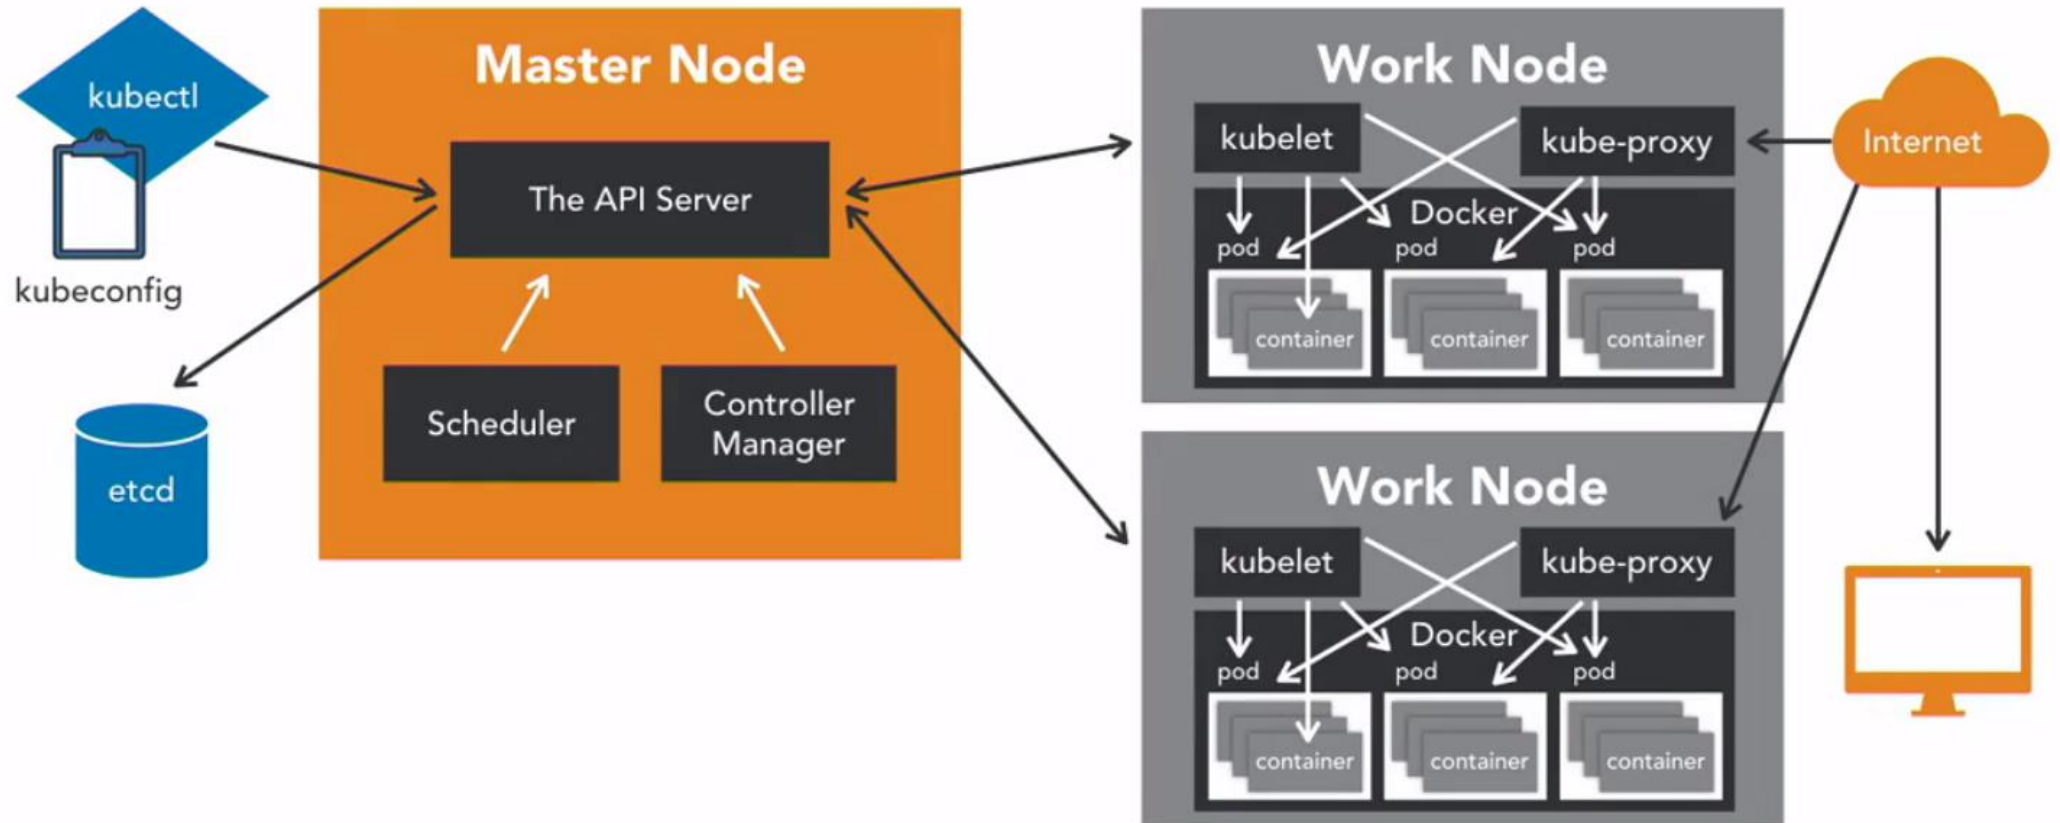 kubectl
kubeconfig
etcd
Master Node
The API Server
Scheduler
Controller
Manager
Work Node
kubelet
kube-proxy
Docker
pod
pod
pod
container
container
container
Work Node
kubelet
kube-proxy
Docker
pod
pod
pod
container
container
container
Internet